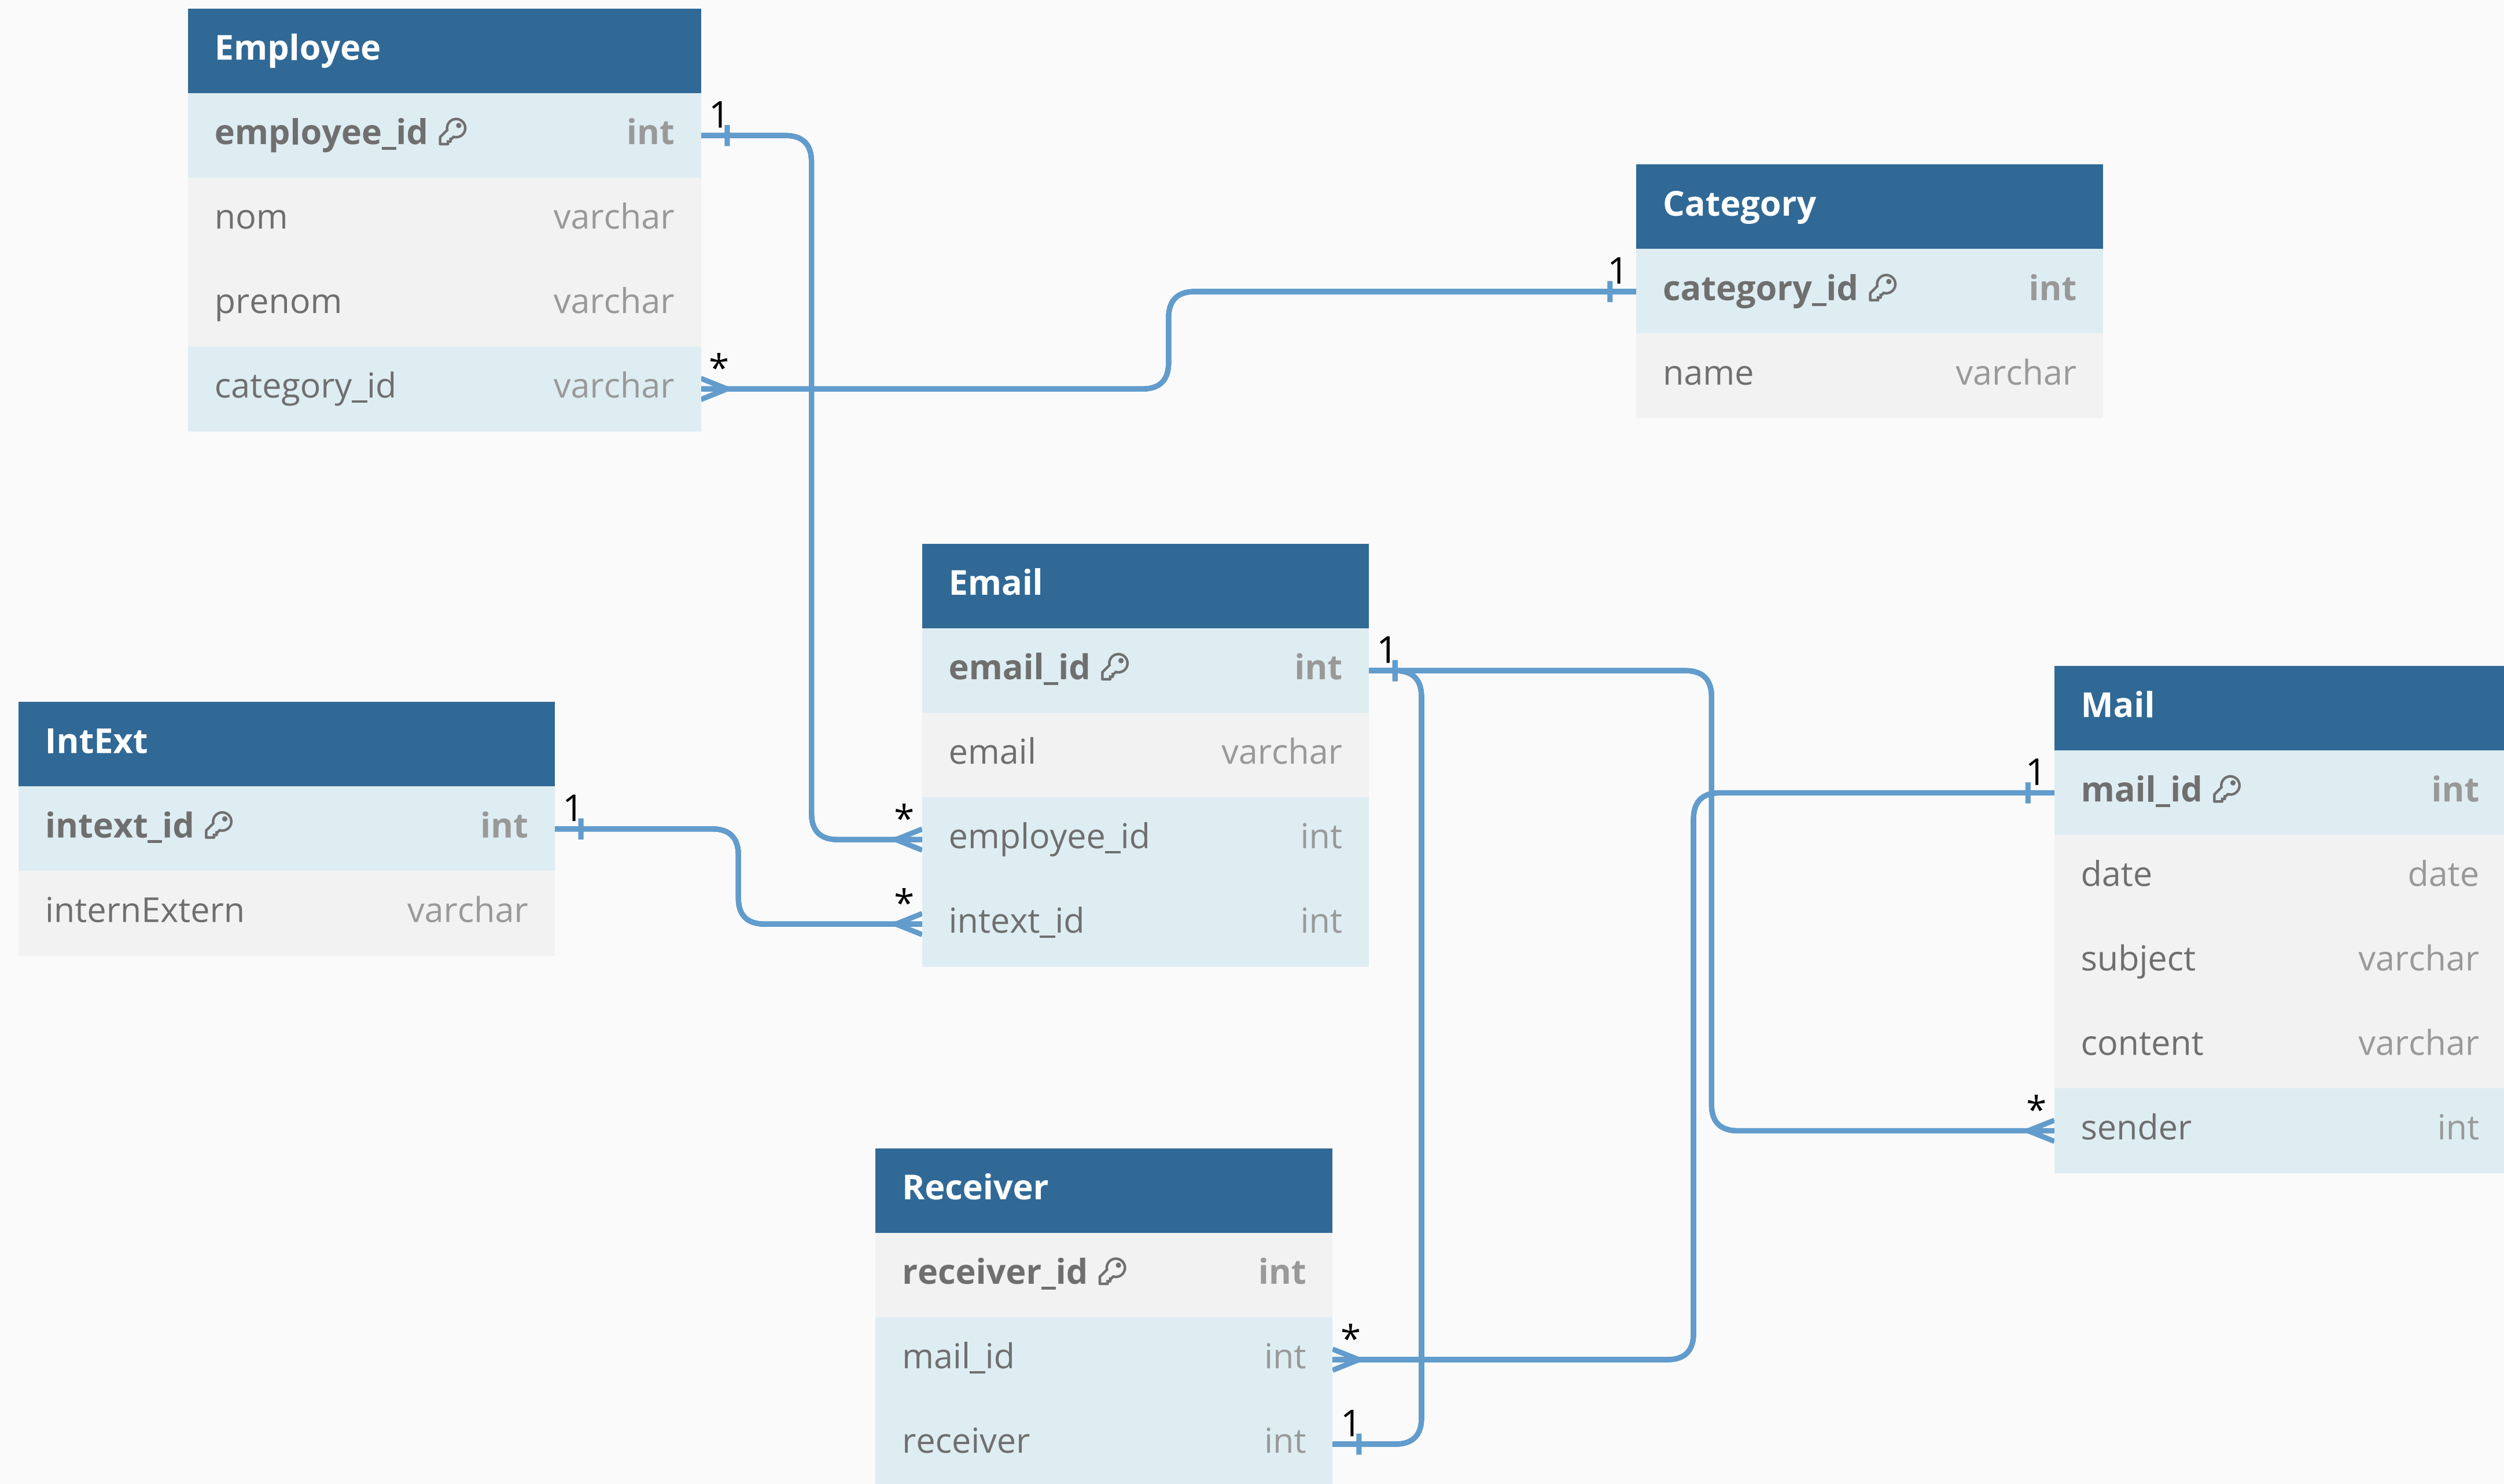 Employee
employee_id int
nom varchar
prenom varchar
category_id varchar
1
*
Category
category_id int
name varchar
1
Email
email_id int
email varchar
employee_id int
intext_id int
1
*
*
IntExt
intext_id int
internExtern varchar
1
Mail
mail_id int
date date
subject varchar
content varchar
sender int
1
*
Receiver
receiver_id int
mail_id int
receiver int
*
1